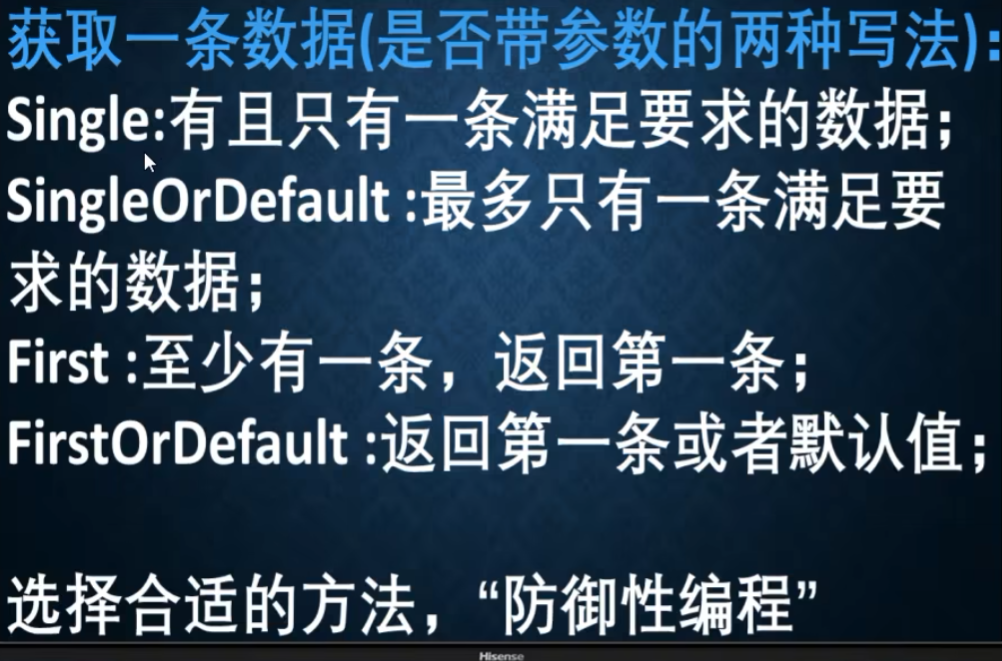 获取一条数据(是否带参数的两种写法):
Single:有且只有一条满足要求的数据;
SingleOrDefault :最多只有一条满足要
求的数据;
First :至少有一条，返回第一条;
FirstOrDefault :返回第一条或者默认值;
选择合适的方法，“防御性编程”
Hisense